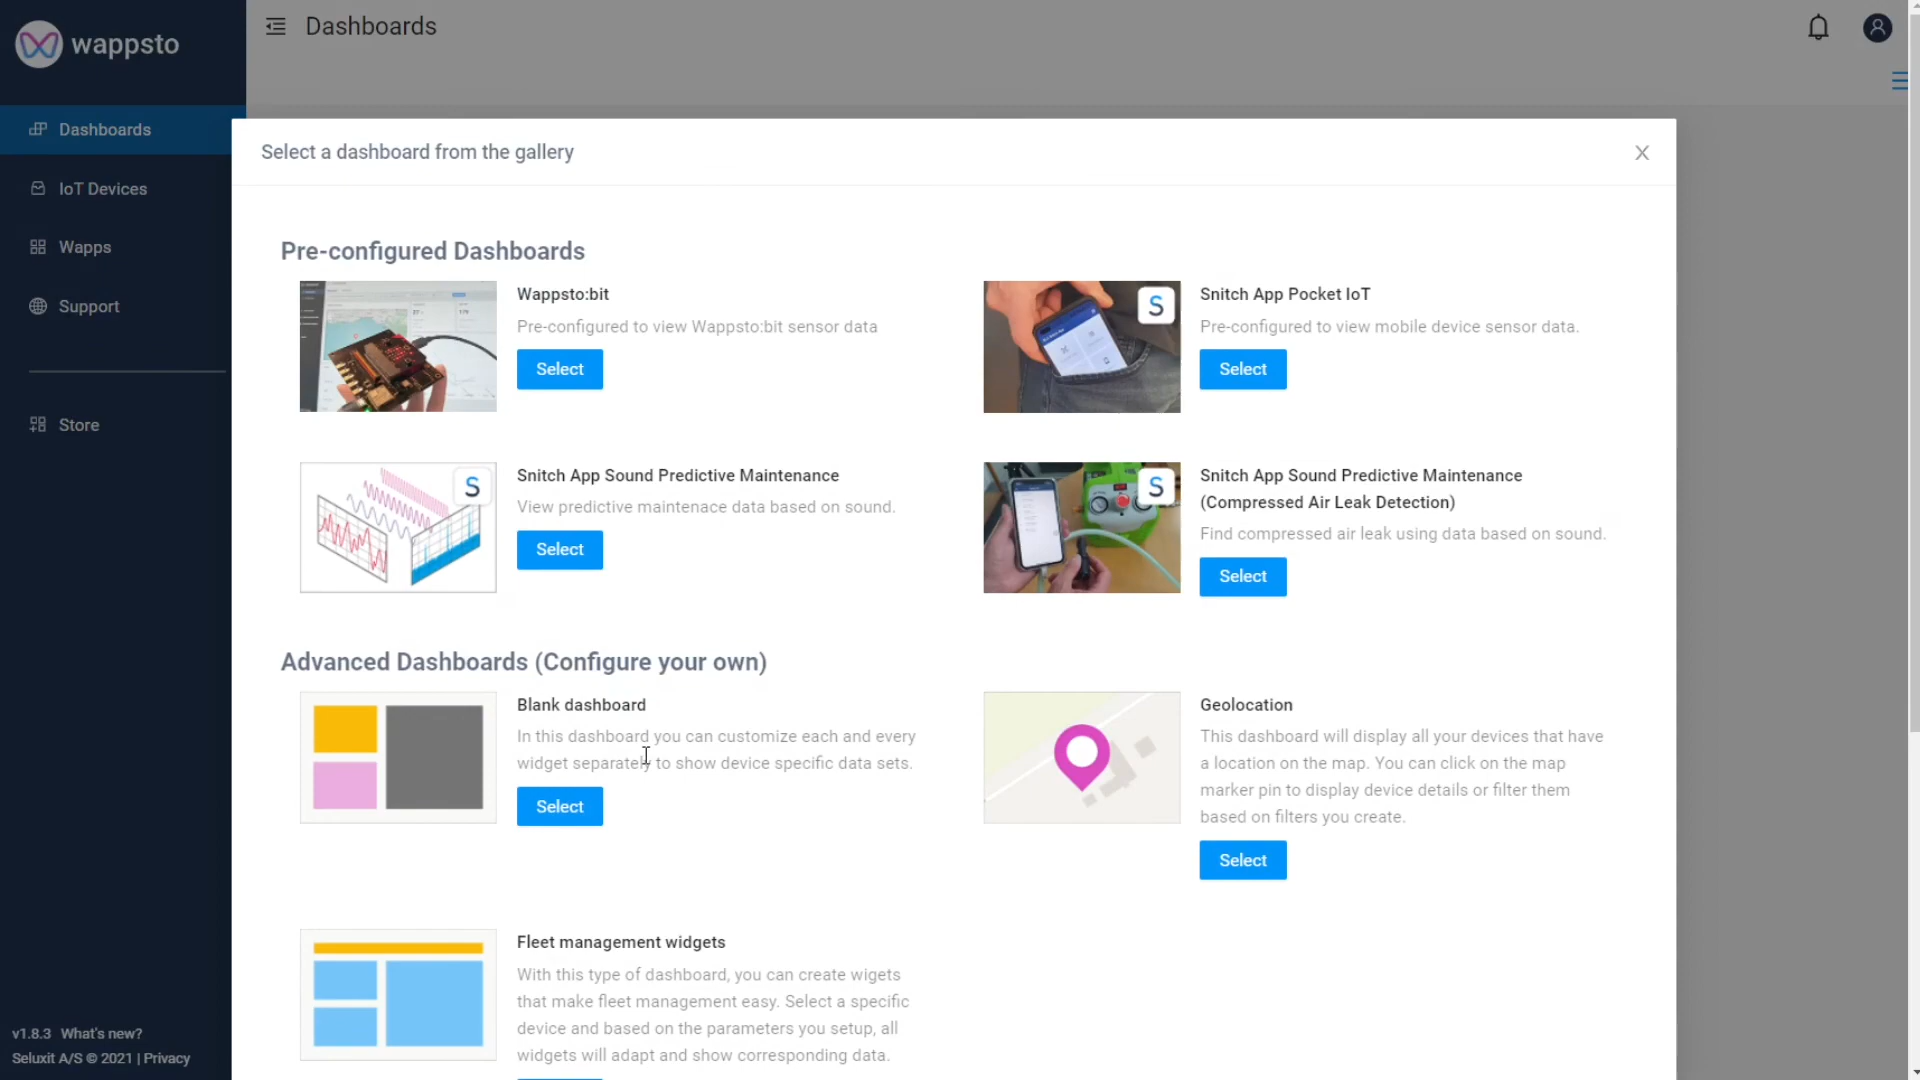 wappsto
Dashboards
Dashboards
IoT Devices
Wapps
Support
Store
v1.8.3 What's new?
Seluxit A/S © 2021 | Privacy
Select a dashboard from the gallery
X
Pre-configured Dashboards
Wappsto:bit
Pre-configured to view Wappsto:bit sensor data
Select
S
Snitch App Pocket IoT
Pre-configured to view mobile device sensor data.
Select
S
Snitch App Sound Predictive Maintenance
View predictive maintenace data based on sound.
Select
S
Snitch App Sound Predictive Maintenance
(Compressed Air Leak Detection)
Find compressed air leak using data based on sound.
Select
Advanced Dashboards (Configure your own)
Blank dashboard
In this dashboard you can customize each and every
widget separately to show device specific data sets.
Select
Geolocation
This dashboard will display all your devices that have
a location on the map. You can click on the map
marker pin to display device details or filter them
based on filters you create.
Select
Fleet management widgets
With this type of dashboard, you can create wigets
that make fleet management easy. Select a specific
device and based on the parameters you setup, all
widgets will adapt and show corresponding data.